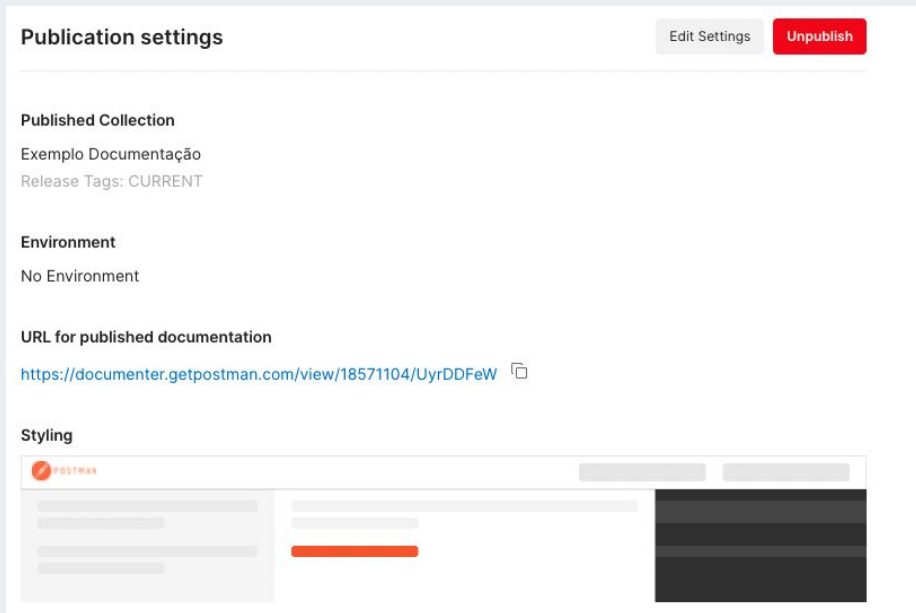 Publication settings
Edit Settings
Unpublish
Published Collection
Exemplo Documentação
Release Tags: CURRENT
Environment
No Environment
URL for published documentation
https://documenter.getpostman.com/view/18571104/UyrDDFeW
Styling
POSTMAN